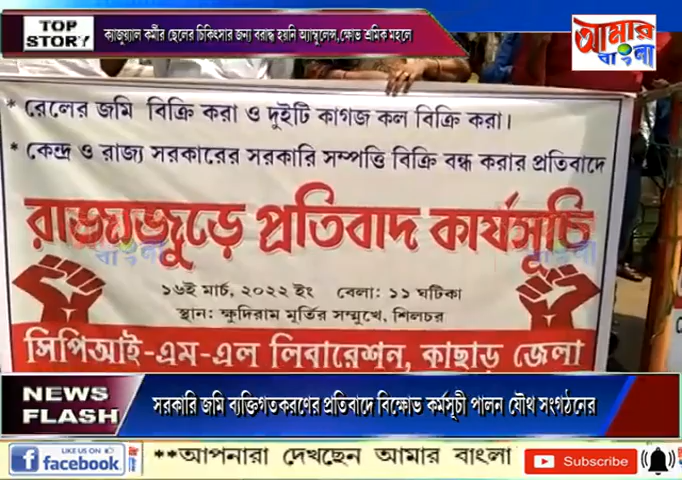 TOP STORY
ক্যাজুয়্যাল কর্মীর ছেলের চিকিৎসার জন্য বরাদ্ধ হয়নি অ্যাম্বুলেন্স,ক্ষোভ শ্রমিক মহলে
আমার বাংলা
* রেলের জমি বিক্রি করা ও দুইটি কাগজ কল বিক্রি করা।
* কেন্দ্র ও রাজ্য সরকারের সরকারি সম্পত্তি বিক্রি বন্ধ করার প্রতিবাদে
রাজ্যজুড়ে প্রতিবাদ কার্যসূচি
১৬ই মার্চ, ২০২২ ইং বেলা: ১১ ঘটিকা
স্থান: ক্ষুদিরাম মূর্তির সম্মুখে, শিলচর
সিপিআই-এম-এল লিবারেশন, কাছাড় জেলা
NEWS FLASH
সরকারি জমি ব্যক্তিগতকরণের প্রতিবাদে বিক্ষোভ কর্মসূচী পালন যৌথ সংগঠনের
LIKE US ON facebook
**আপনারা দেখছেন আমার বাংলা
Subscribe